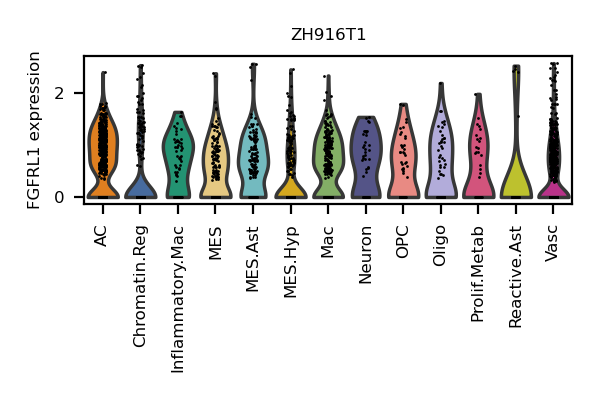 ZH916T1
FGFRL1 expression
2
0
AC
Chromatin.Reg
Inflammatory.Mac
MES
MES.Ast
MES.Hyp
Mac
Neuron
OPC
Oligo
Prolif.Metab
Reactive.Ast
Vasc